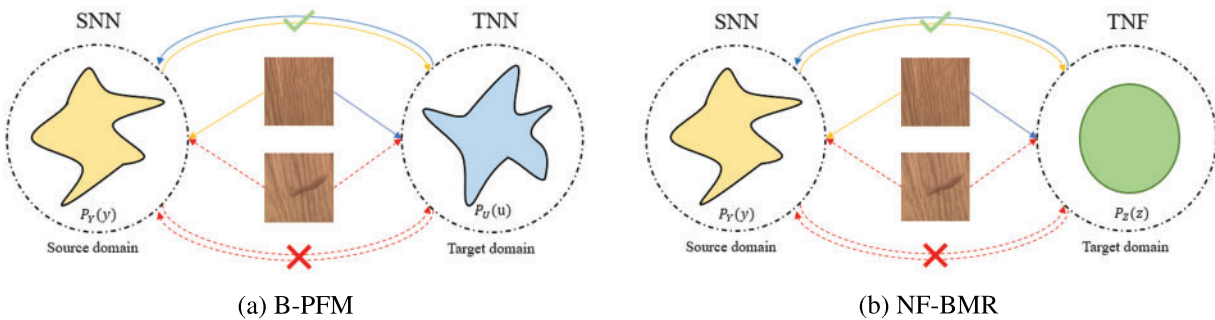 SNN
TNN
P_Y(y)
P_U(u)
Source domain
Target domain
(a) B-PFM
SNN
TNF
P_Y(y)
P_Z(z)
Source domain
Target domain
(b) NF-BMR